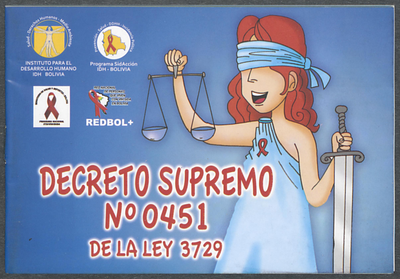 INSTITUTO PARA EL
DESARROLLO HUMANO
IDH BOLIVIA
Programa SidAcción
IDH - BOLIVIA
REDBOL+
DECRETO SUPREMO
Nº 0451
DE LA LEY 3729